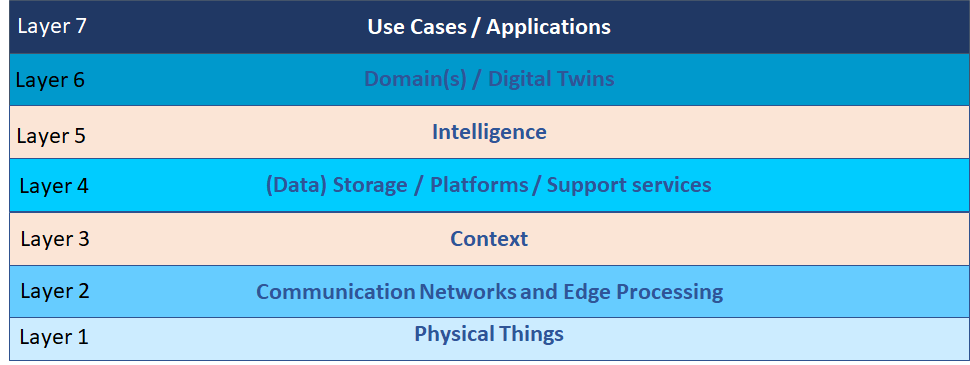 Layer 7 Use Cases / Applications
Layer 6 Domain(s) / Digital Twins
Layer 5 Intelligence
Layer 4 (Data) Storage / Platforms / Support services
Layer 3 Context
Layer 2 Communication Networks and Edge Processing
Layer 1 Physical Things